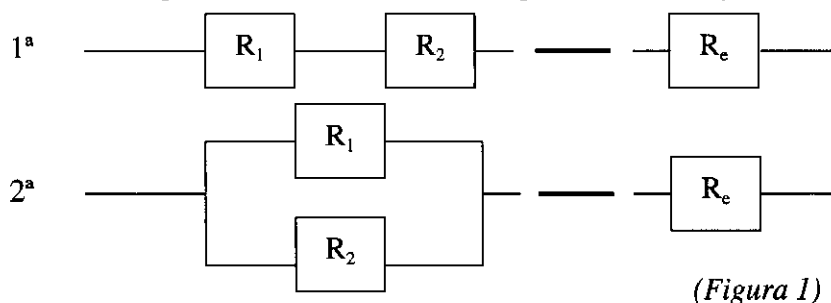 1ª R₁ R₂ Rₑ
R₁
2ª Rₑ
R₂
(Figura 1)